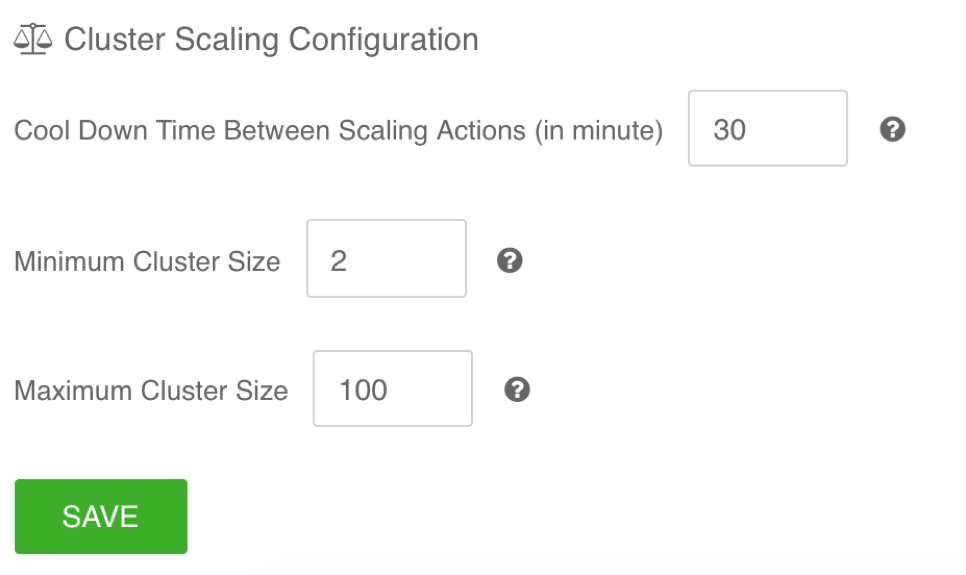 Cluster Scaling Configuration
Cool Down Time Between Scaling Actions (in minute) 30 ?
Minimum Cluster Size 2 ?
Maximum Cluster Size 100 ?
SAVE